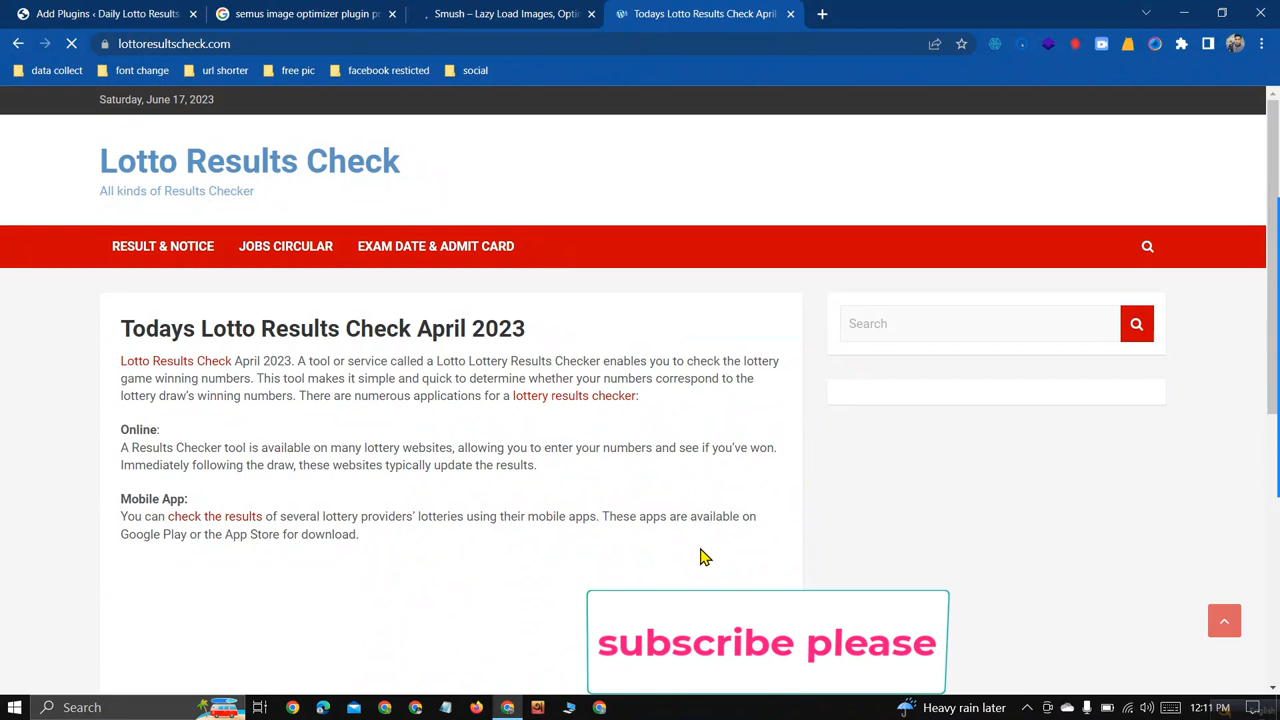 Add Plugins ‹ Daily Lotto Results
semus image optimizer plugin pr
Smush – Lazy Load Images, Optim
Todays Lotto Results Check April
lottoresultscheck.com
data collect
font change
url shorter
free pic
facebook resticted
social
Saturday, June 17, 2023
Lotto Results Check
All kinds of Results Checker
RESULT & NOTICE
JOBS CIRCULAR
EXAM DATE & ADMIT CARD
Todays Lotto Results Check April 2023
Search
Lotto Results Check April 2023. A tool or service called a Lotto Lottery Results Checker enables you to check the lottery
game winning numbers. This tool makes it simple and quick to determine whether your numbers correspond to the
lottery draw's winning numbers. There are numerous applications for a lottery results checker:
Online:
A Results Checker tool is available on many lottery websites, allowing you to enter your numbers and see if you've won.
Immediately following the draw, these websites typically update the results.
Mobile App:
You can check the results of several lottery providers' lotteries using their mobile apps. These apps are available on
Google Play or the App Store for download.
subscribe please
Search
Heavy rain later
12:11 PM